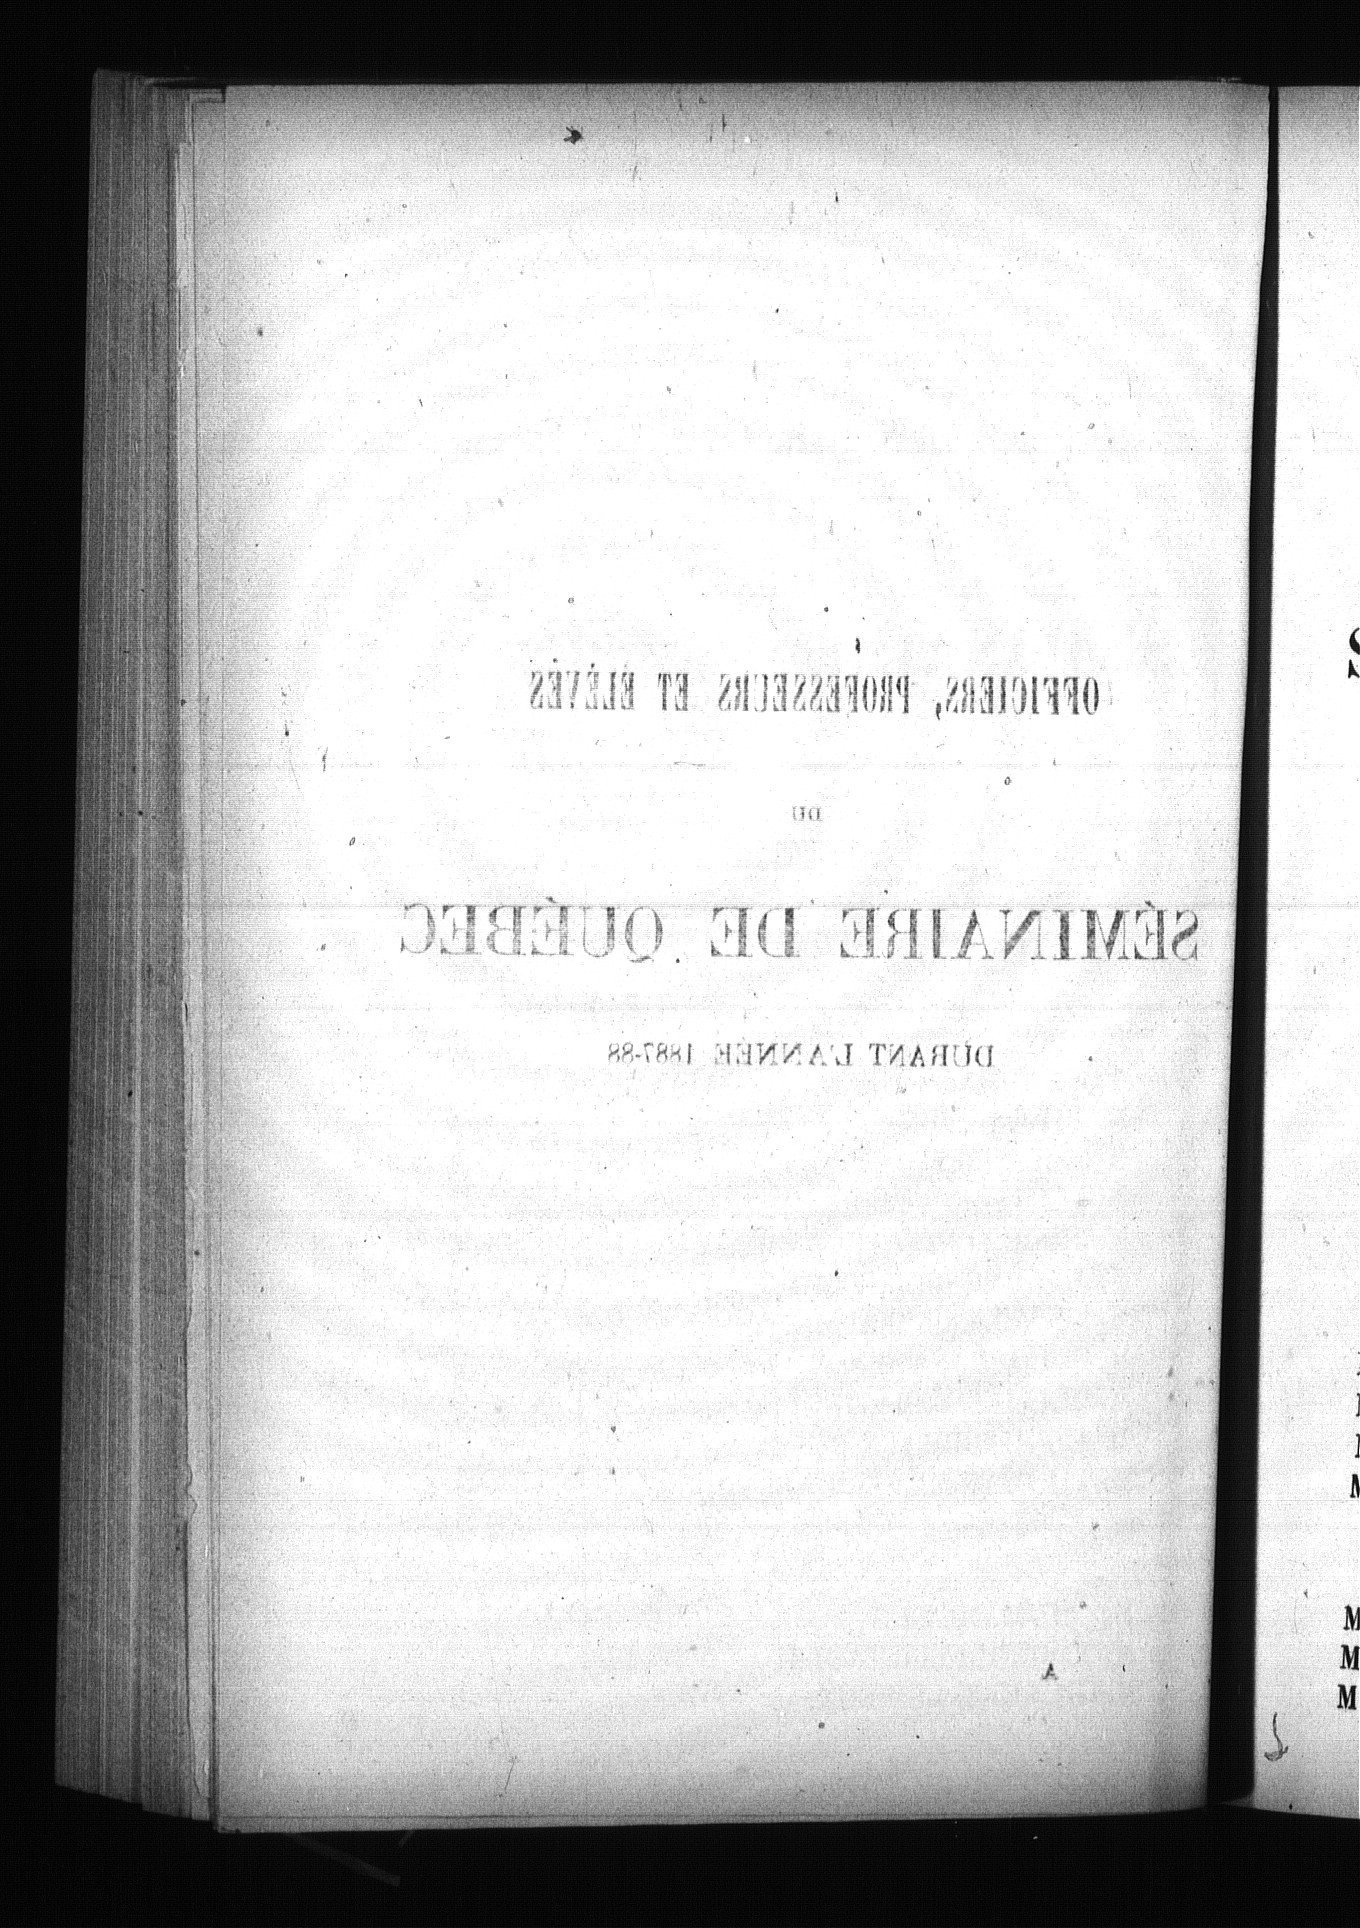 OFFICIERS, PROFESSEURS ET ÉLÈVES
DU
SÉMINAIRE DE QUÉBEC
DURANT L'ANNÉE 1887-88
A
M
M
M
M